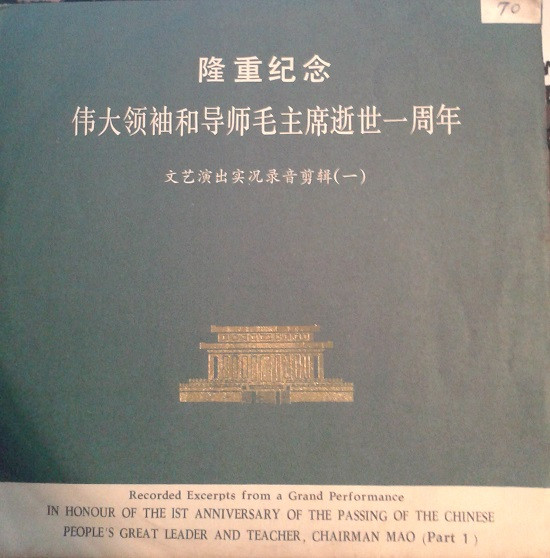 70
隆重纪念
伟大领袖和导师毛主席逝世一周年
文艺演出实况录音剪辑(一)
Recorded Excerpts from a Grand Performance
IN HONOUR OF THE IST ANNIVERSARY OF THE PASSING OF THE CHINESE
PEOPLE'S GREAT LEADER AND TEACHER, CHAIRMAN MAO (Part 1)